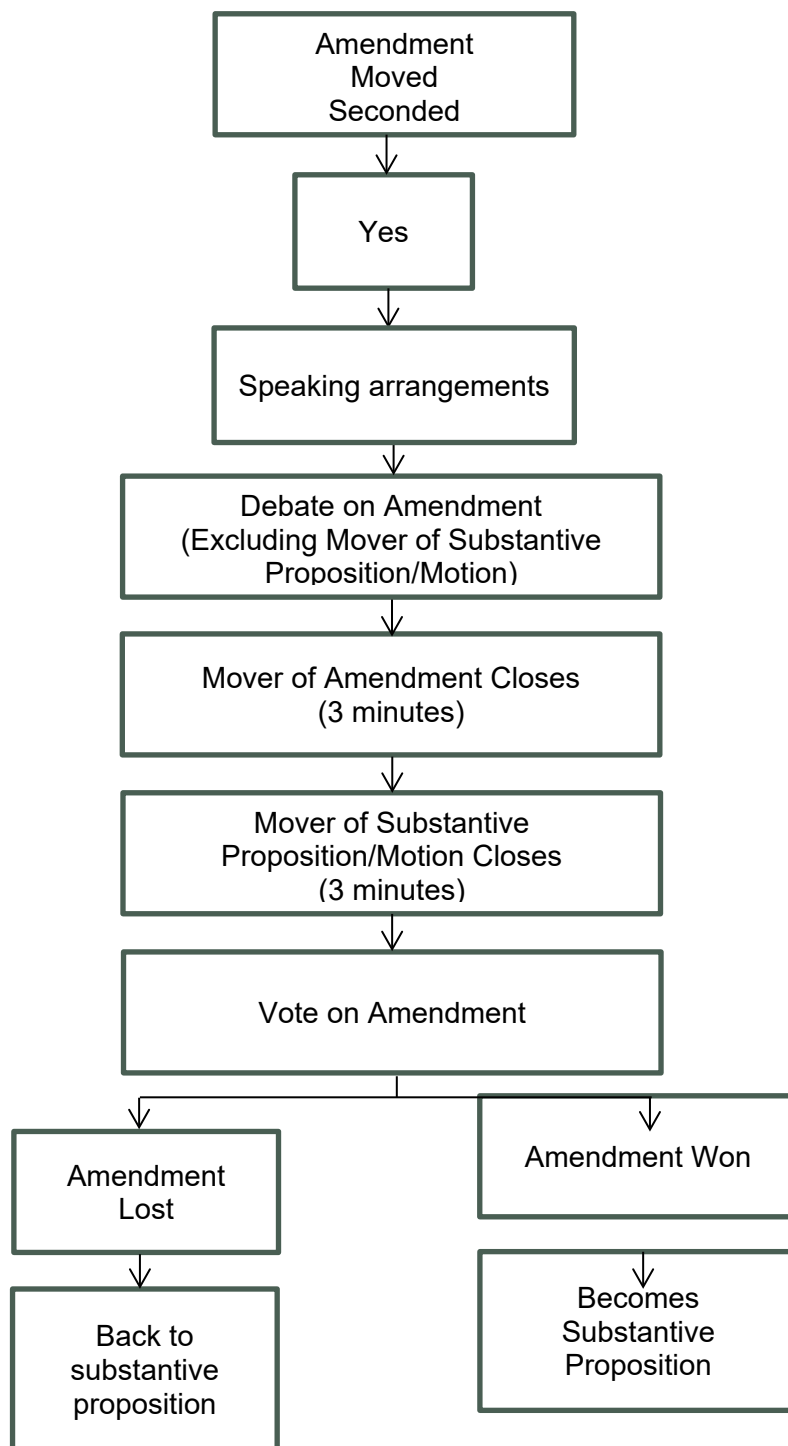 Amendment
Moved
Seconded
Yes
Speaking arrangements
Debate on Amendment
(Excluding Mover of Substantive
Proposition/Motion)
Mover of Amendment Closes
(3 minutes)
Mover of Substantive
Proposition/Motion Closes
(3 minutes)
Vote on Amendment
Amendment
Lost
Amendment Won
Back to
substantive
proposition
Becomes
Substantive
Proposition